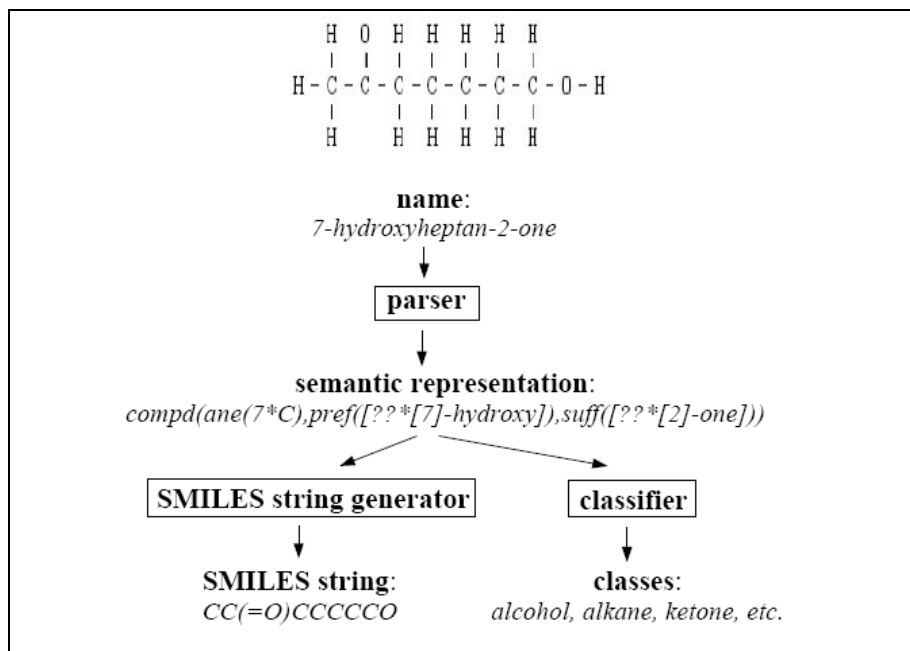 H O H H H H H
| | | | | | |
H-C-C-C-C-C-C-C-O-H
| | | | | |
H H H H H H
name:
7-hydroxyheptan-2-one
parser
semantic representation:
compd(ane(7*C),pref([??*[7]-hydroxy]),suff([??*[2]-one]))
SMILES string generator classifier
SMILES string: classes:
CC(=O)CCCCCO alcohol, alkane, ketone, etc.